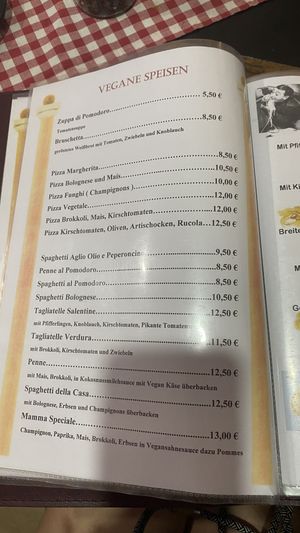 VEGANE SPEISEN
Zuppa di Pomodoro 5,50 €
Tomatensuppe
Bruschetta 8,50 €
geröstetes Weißbrot mit Tomaten, Zwiebeln und Knoblauch
Pizza Margherita 8,50 €
Pizza Bolognese und Mais 10,50 €
Pizza Funghi ( Champignons ) 10,00 €
Pizza Vegetale 12,00 €
Pizza Brokkoli, Mais, Kirschtomaten 12,00 €
Pizza Kirschtomaten, Oliven, Artischocken, Rucola 12,50 €
Spaghetti Aglio Olio e Peperoncino 9,50 €
Penne al Pomodoro 8,50 €
Spaghetti al Pomodoro 8,50 €
Spaghetti Bolognese 10,50 €
Tagliatelle Salentine 12,50 €
mit Pfifferlingen, Knoblauch, Kirschtomaten, Pikante Tomaten
Tagliatelle Verdura 11,50 €
mit Brokkoli, Kirschtomaten und Zwiebeln
Penne 12,50 €
mit Mais, Brokkoli, in Kokosnussmilchsauce mit Vegan Käse überbacken
Spaghetti della Casa 12,50 €
mit Bolognese, Erbsen und Champignons überbacken
Mamma Speciale 13,00 €
Champignon, Paprika, Mais, Brokkoli, Erbsen in Vegansahnesauce dazu Pommes
Mit Pfi
Mit K
Breite
Mit
G